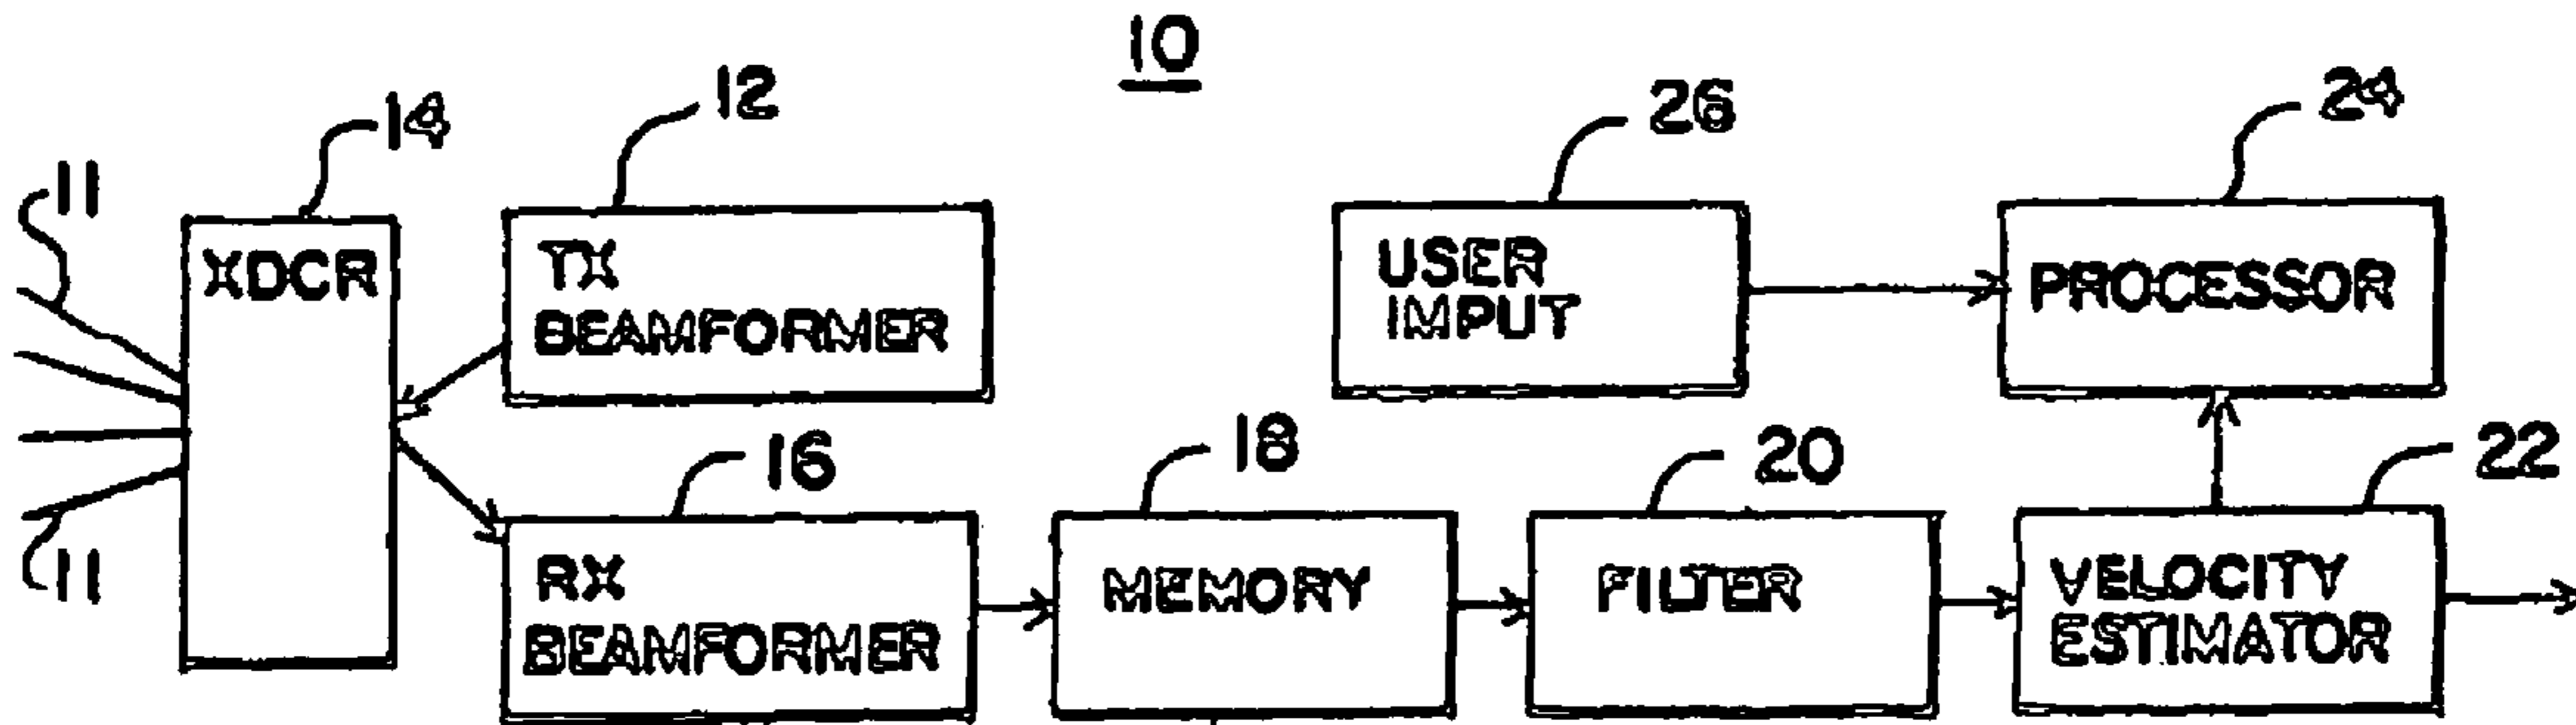 10
14
12
26
24
11
XDCR
TX
BEAMFORMER
USER
IMPUT
PROCESSOR
16
18
20
22
11
RX
BEAMFORMER
MEMORY
FILTER
VELOCITY
ESTIMATOR